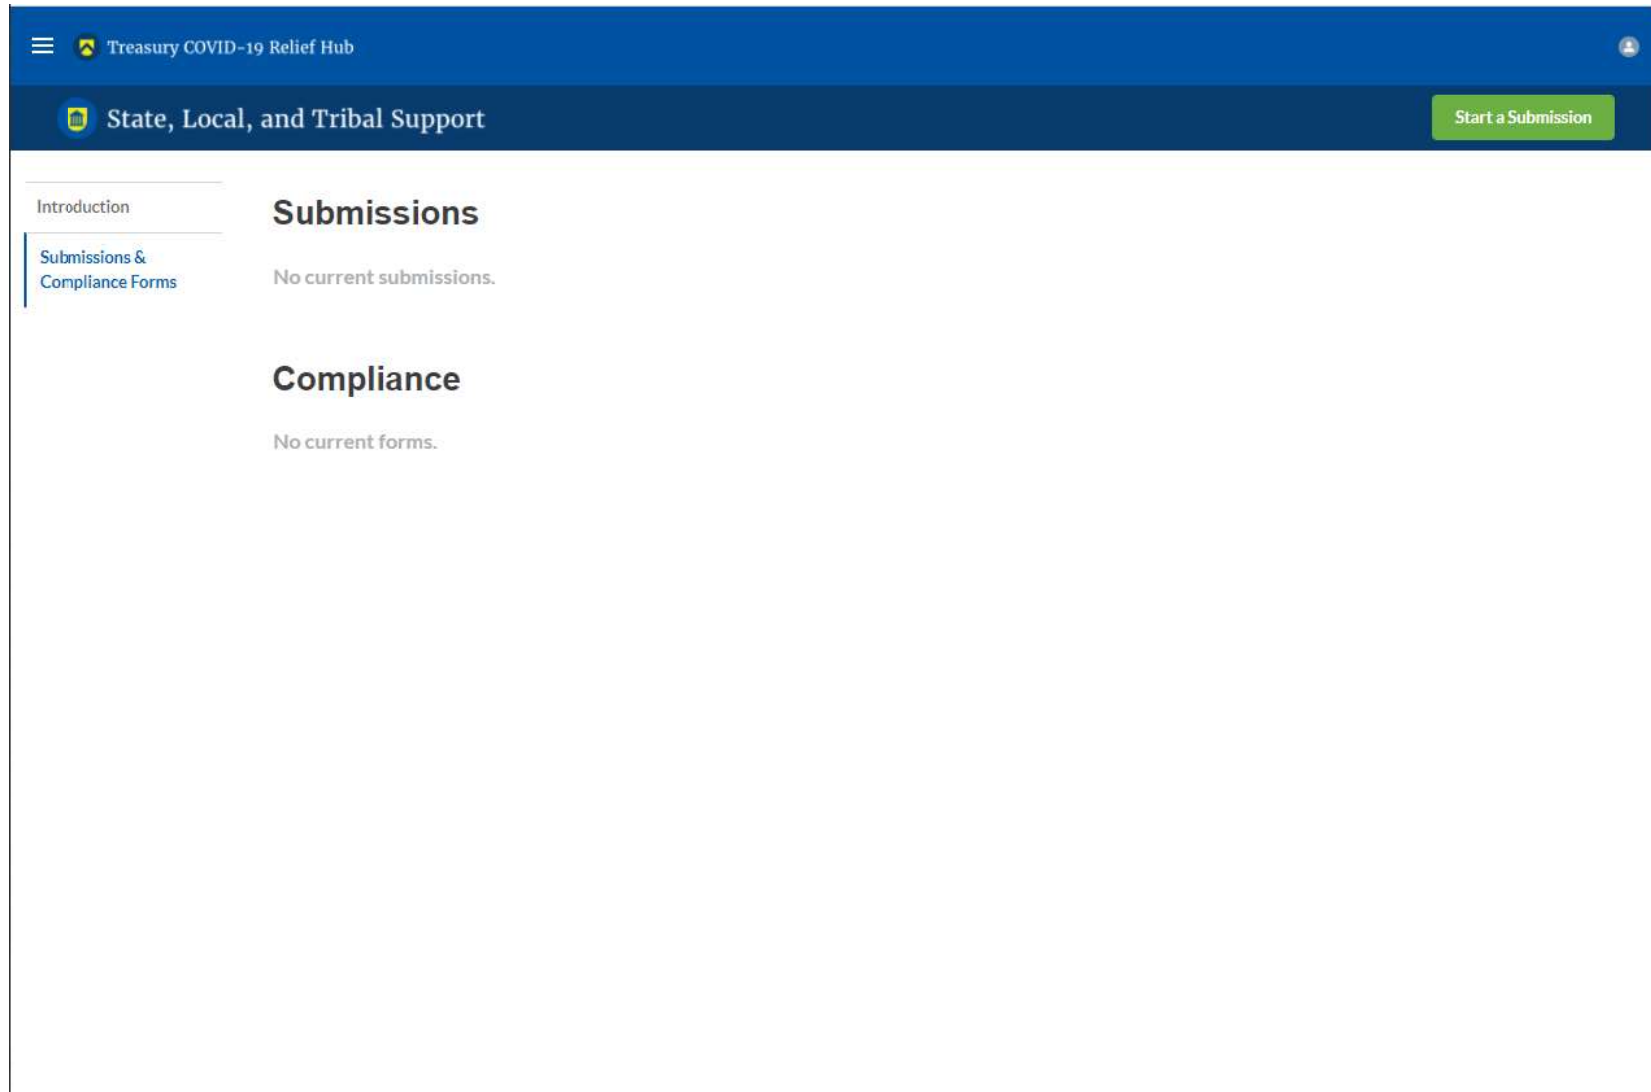 Treasury COVID-19 Relief Hub
State, Local, and Tribal Support
Start a Submission
Introduction
Submissions &
Compliance Forms
Submissions
No current submissions.
Compliance
No current forms.